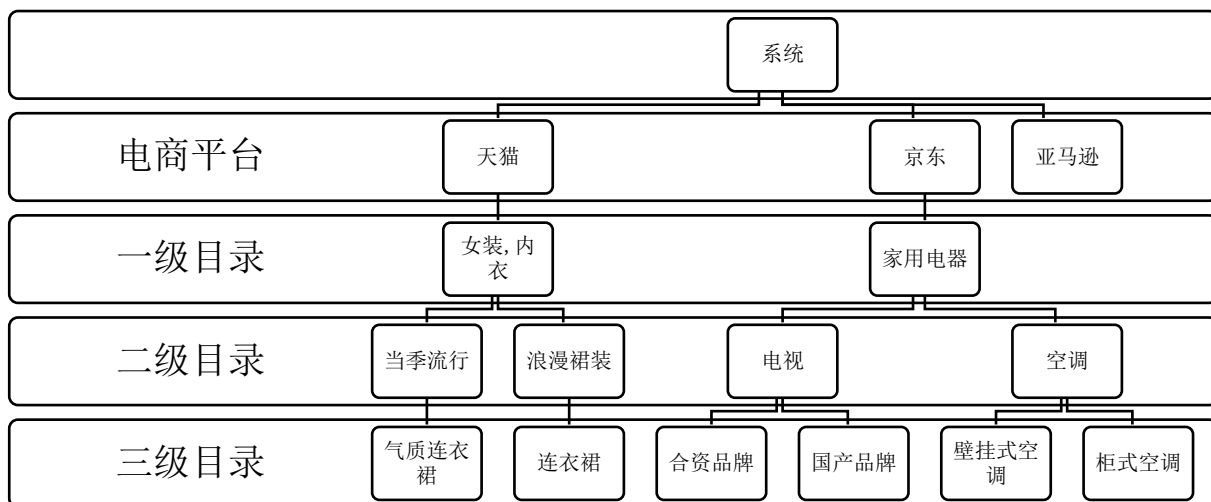 系统
电商平台
天猫
京东
亚马逊
一级目录
女装,内
衣
家用电器
二级目录
当季流行
浪漫裙装
电视
空调
三级目录
气质连衣
裙
连衣裙
合资品牌
国产品牌
壁挂式空
调
柜式空调